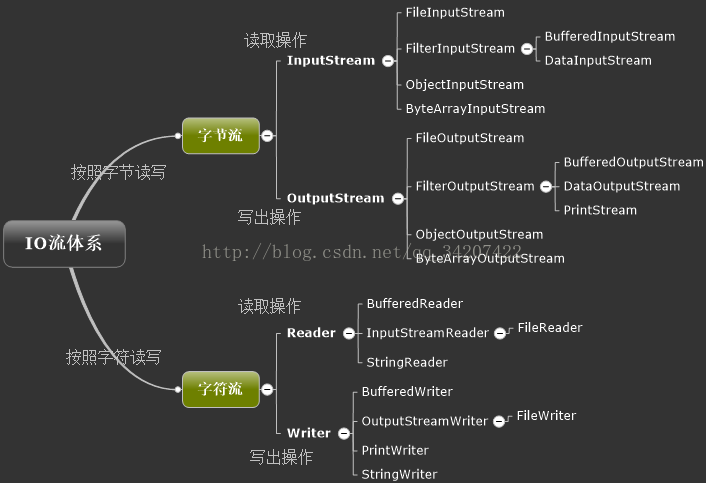 IO流体系
按照字节读写
字节流
读取操作
InputStream
FileInputStream
FilterInputStream
BufferedInputStream
DataInputStream
ObjectInputStream
ByteArrayInputStream
写出操作
OutputStream
FileOutputStream
FilterOutputStream
BufferedOutputStream
DataOutputStream
PrintStream
ObjectOutputStream
ByteArrayOutputStream
http://blog.csdn.net/qq_34207422
按照字符读写
字符流
读取操作
Reader
BufferedReader
InputStreamReader
FileReader
StringReader
写出操作
Writer
BufferedWriter
OutputStreamWriter
FileWriter
PrintWriter
StringWriter